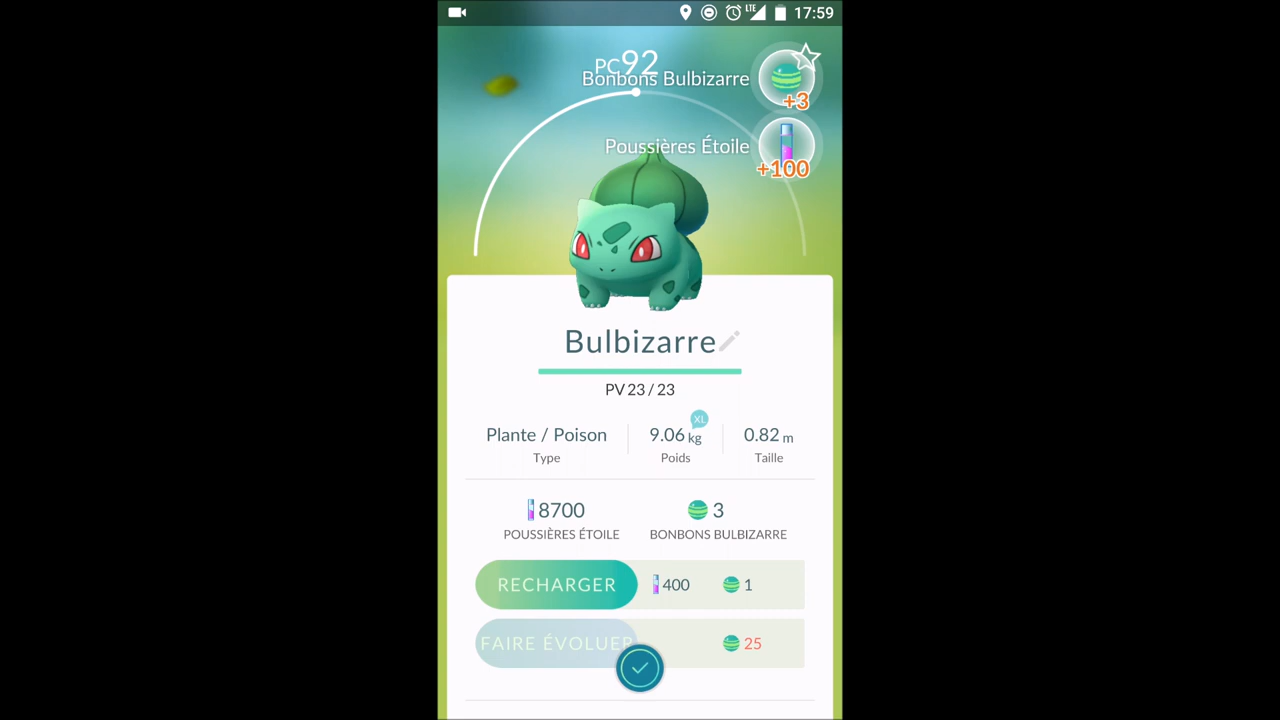 LTE 17:59
PC92
Bonbons Bulbizarre
+3
Poussières Étoile
+100
Bulbizarre
PV 23 / 23
XL
Plante / Poison 9.06 kg 0.82 m
Type Poids Taille
8700 3
POUSSIÈRES ÉTOILE BONBONS BULBIZARRE
RECHARGER 400 1
FAIRE ÉVOLUER 25